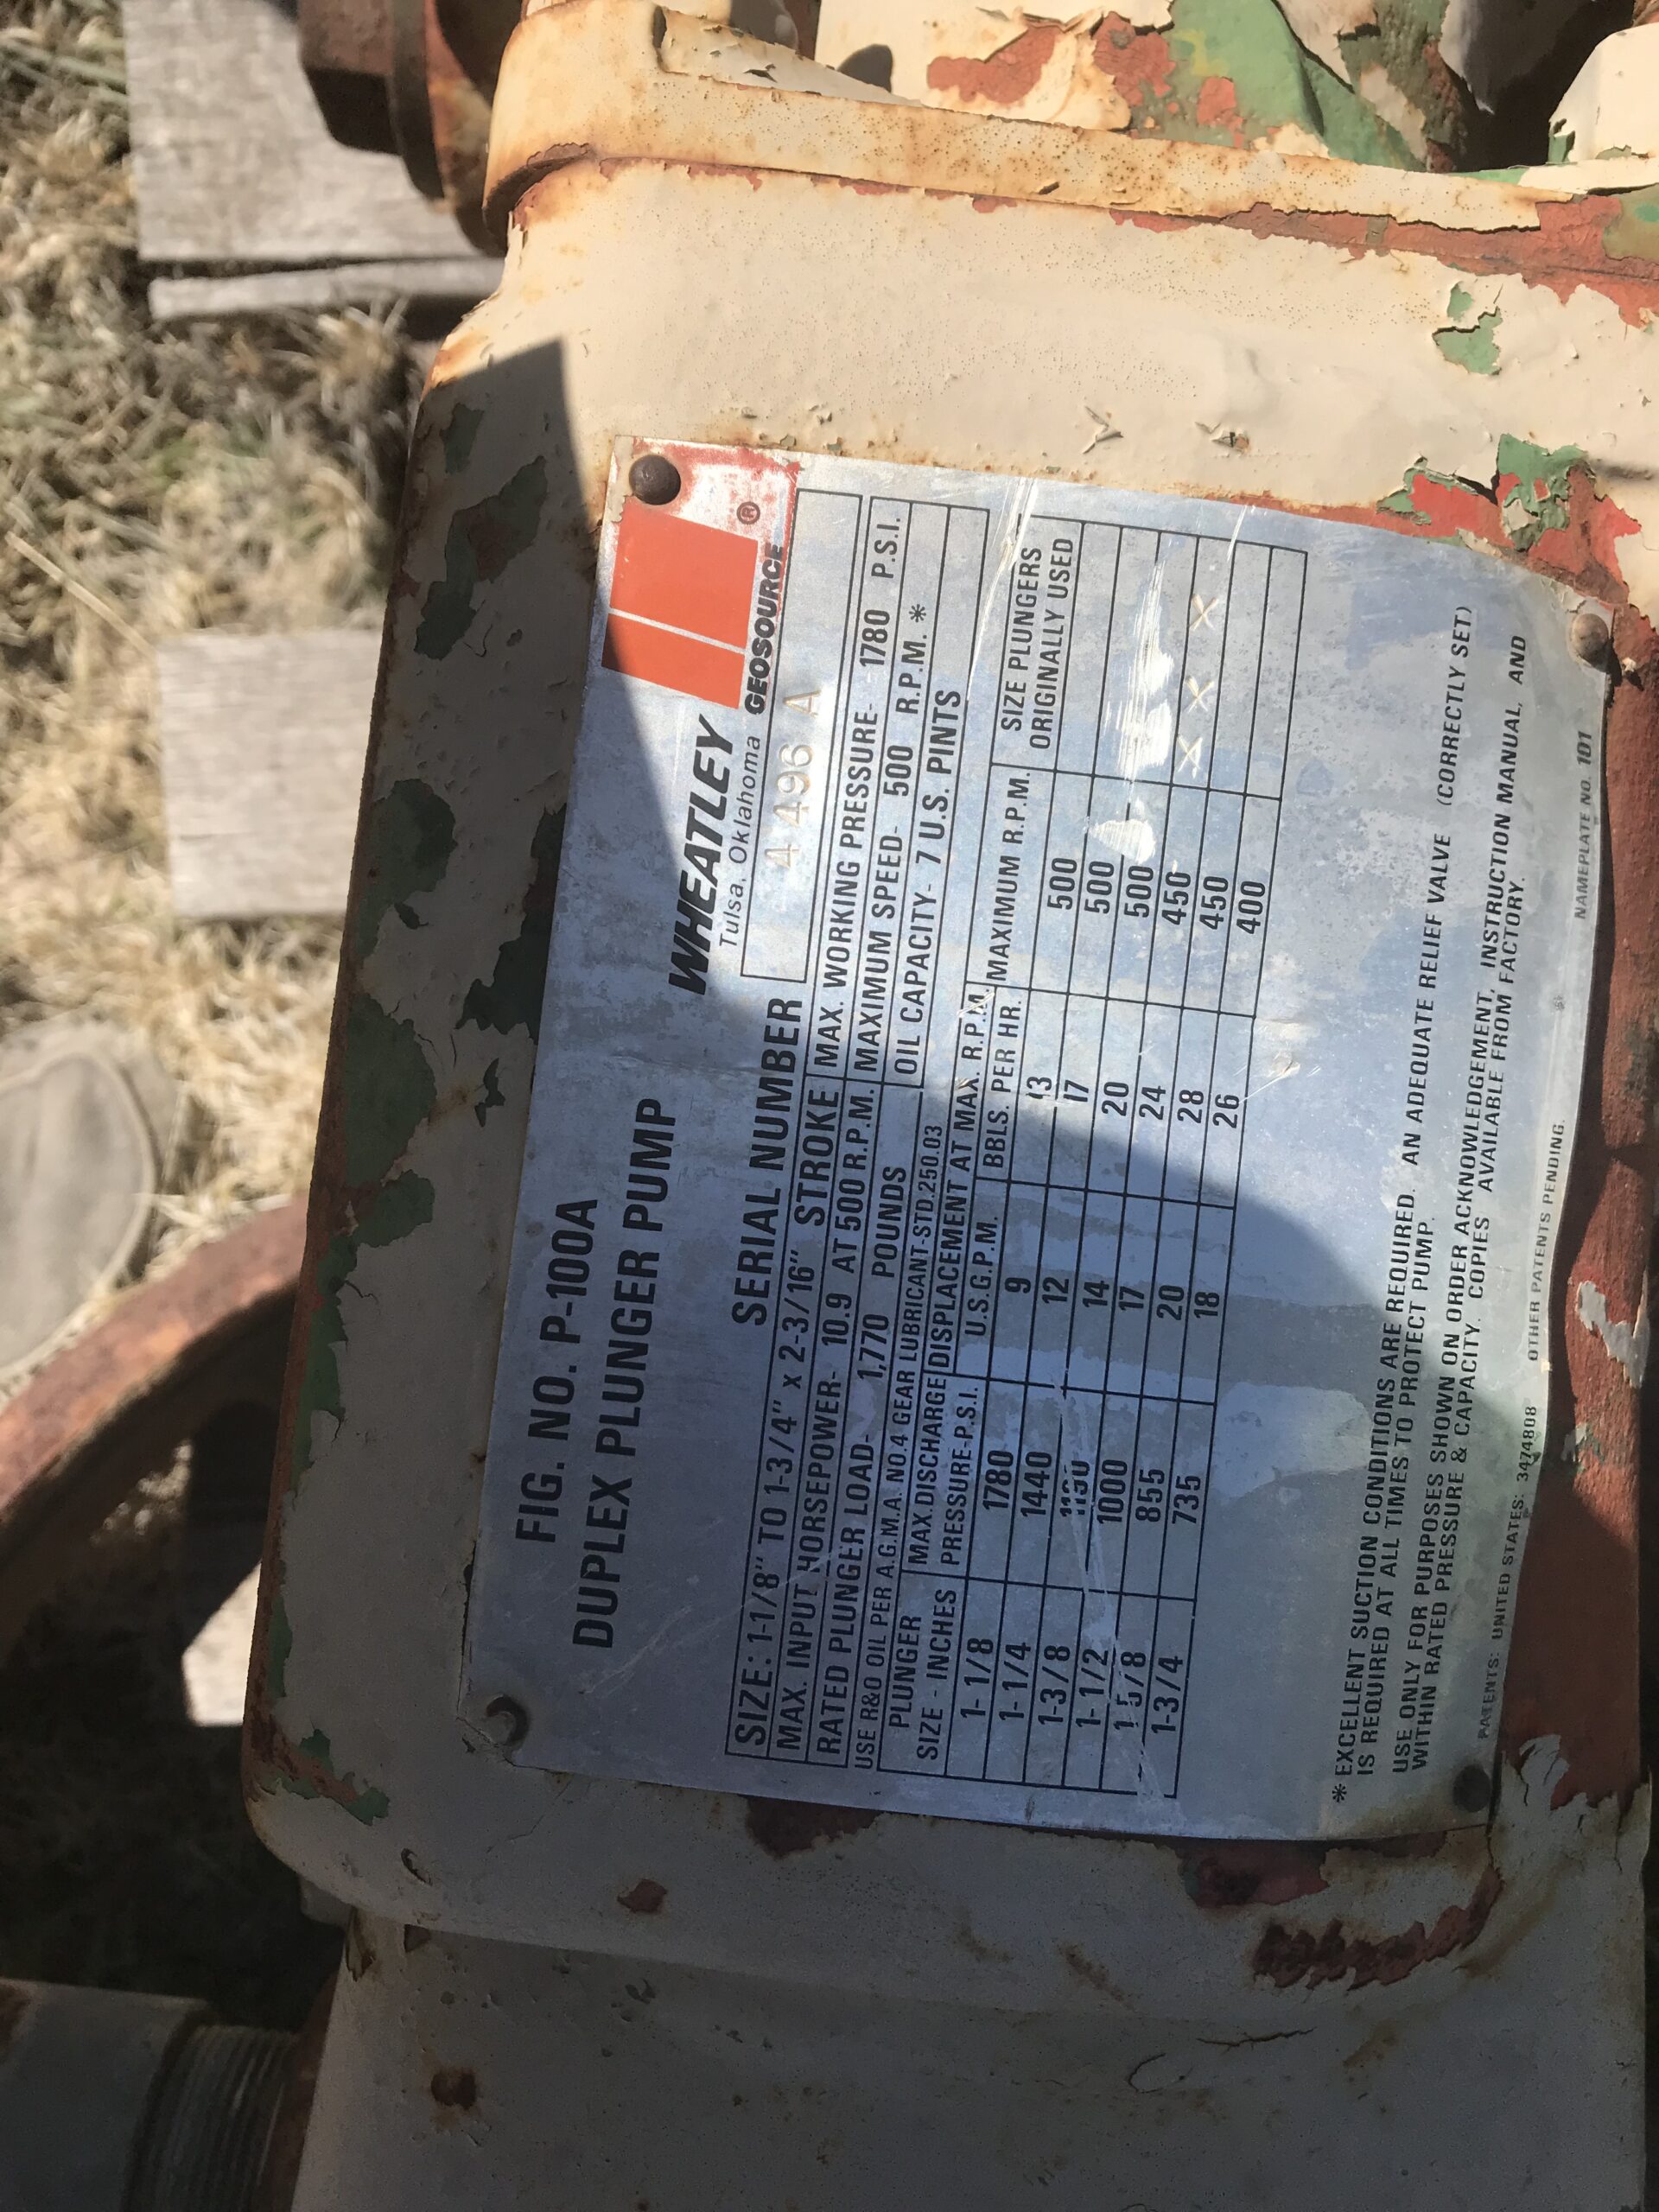 FIG. NO. P-100A
DUPLEX PLUNGER PUMP
WHEATLEY
Tulsa, Oklahoma
GEOSOURCE ®
SERIAL NUMBER 4 496 A
SIZE: 1-1/8" TO 1-3/4" x 2-3/16" STROKE MAX. WORKING PRESSURE- 1780 P.S.I.
MAX. INPUT HORSEPOWER- 10.9 AT 500 R.P.M. MAXIMUM SPEED- 500 R.P.M. *
RATED PLUNGER LOAD- 1,770 POUNDS OIL CAPACITY- 7 U.S. PINTS
USE R&O OIL PER A.G.M.A. NO.4 GEAR LUBRICANT-STD.250.03
PLUNGER SIZE - INCHES MAX. DISCHARGE PRESSURE-P.S.I. DISPLACEMENT AT MAX. R.P.M. MAXIMUM R.P.M. SIZE PLUNGERS ORIGINALLY USED
U.S.G.P.M. BBLS. PER HR.
1-1/8 1780 9 13 500
1-1/4 1440 12 17 500
1-3/8 14 20 500
1-1/2 1000 17 24 450 X X X
1-5/8 855 20 28 450
1-3/4 735 18 26 400
* EXCELLENT SUCTION CONDITIONS ARE REQUIRED. AN ADEQUATE RELIEF VALVE (CORRECTLY SET)
IS REQUIRED AT ALL TIMES TO PROTECT PUMP.
USE ONLY FOR PURPOSES SHOWN ON ORDER ACKNOWLEDGEMENT, INSTRUCTION MANUAL, AND
WITHIN RATED PRESSURE & CAPACITY. COPIES AVAILABLE FROM FACTORY.
PATENTS: UNITED STATES: 3474808 OTHER PATENTS PENDING. NAMEPLATE NO. 101